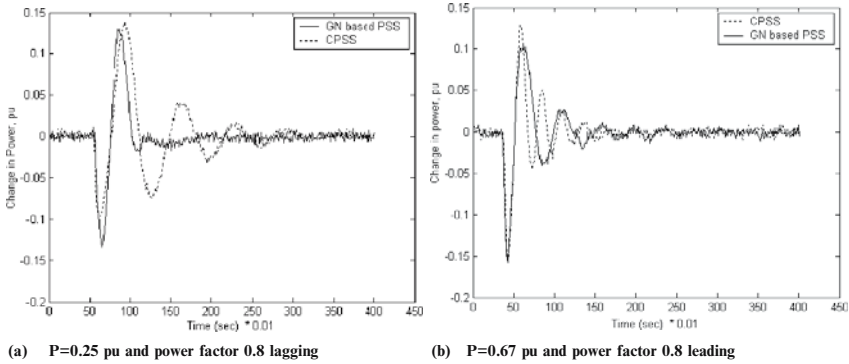 0.15
0.1
0.05
0
-0.05
-0.1
-0.15
-0.2
Change in Power, pu
GN based PSS
CPSS
0 50 100 150 200 250 300 350 400 450
Time (sec) * 0.01
(a) P=0.25 pu and power factor 0.8 lagging
0.15
0.1
0.05
0
-0.05
-0.1
-0.15
-0.2
Change in power, pu
CPSS
GN based PSS
0 50 100 150 200 250 300 350 400 450
Time (sec) * 0.01
(b) P=0.67 pu and power factor 0.8 leading